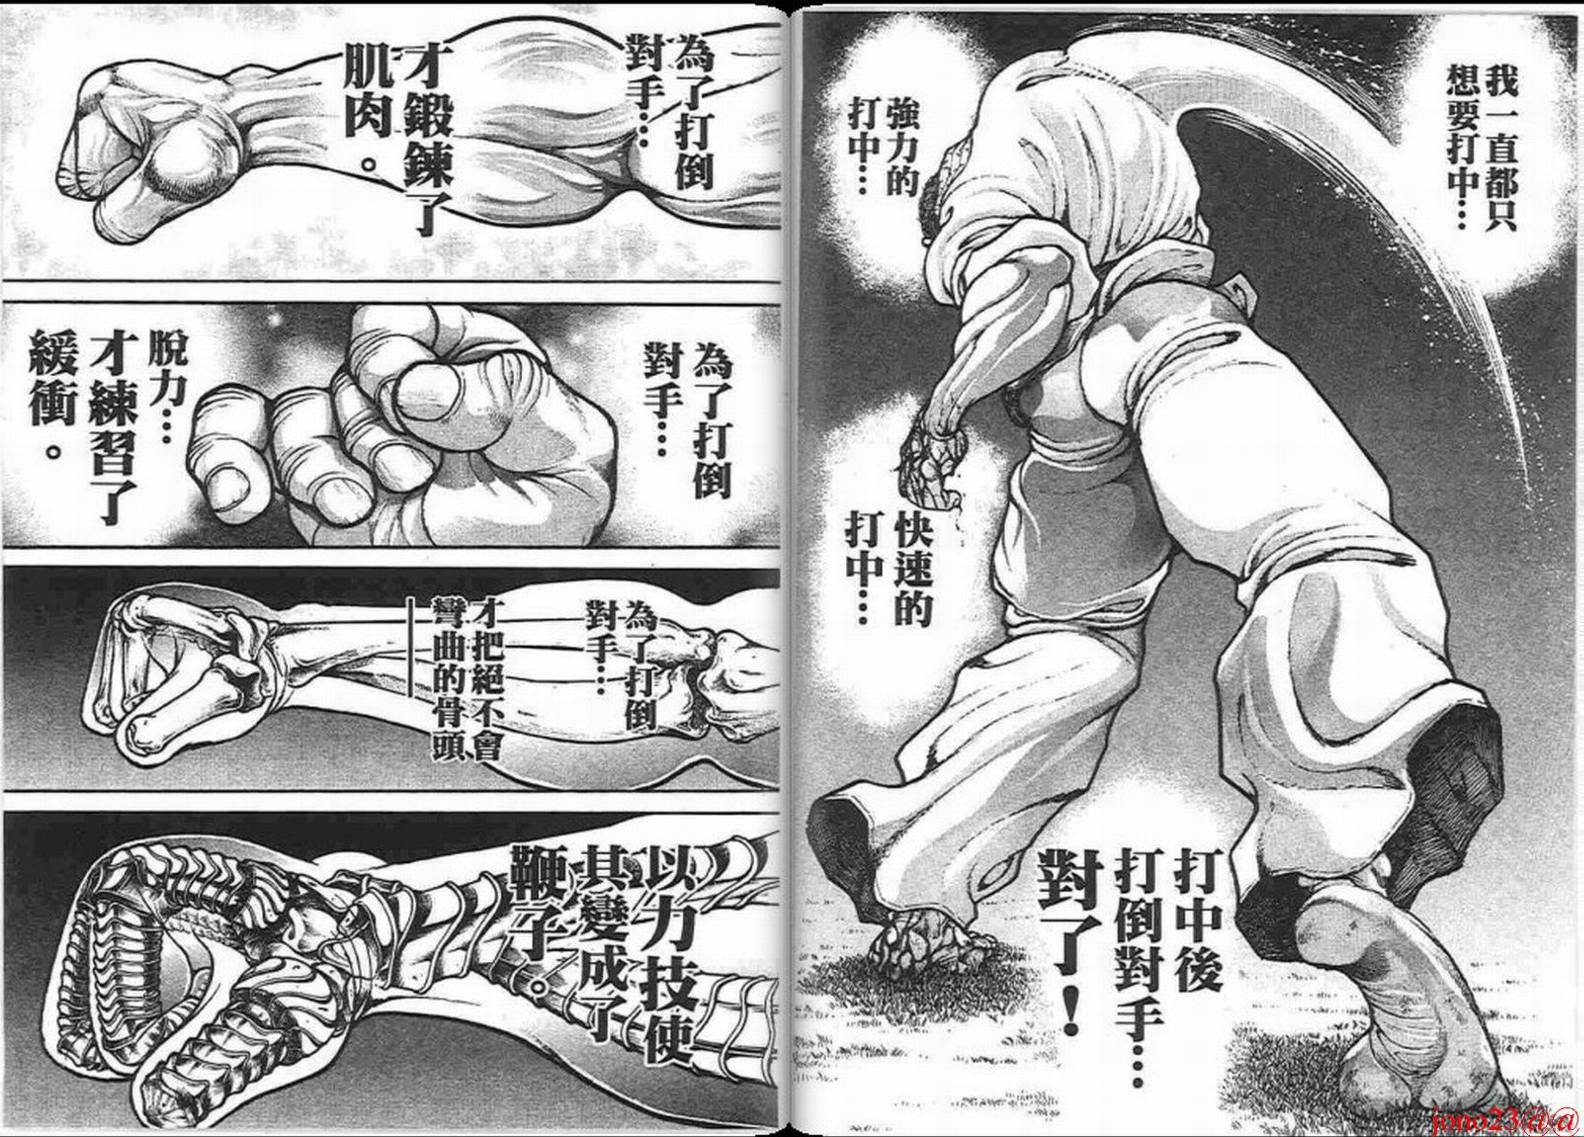 我一直都只
想要打中…
強力的
打中…
快速的
打中…
打中後
打倒對手…
對了！
為了打倒
對手…
才鍛鍊了
肌肉。
為了打倒
對手…
脫力…
才練習了
緩衝。
為了打倒
對手…
才把絕不會
彎曲的骨頭
以力技使
其變成了
鞭子。
jono23@@